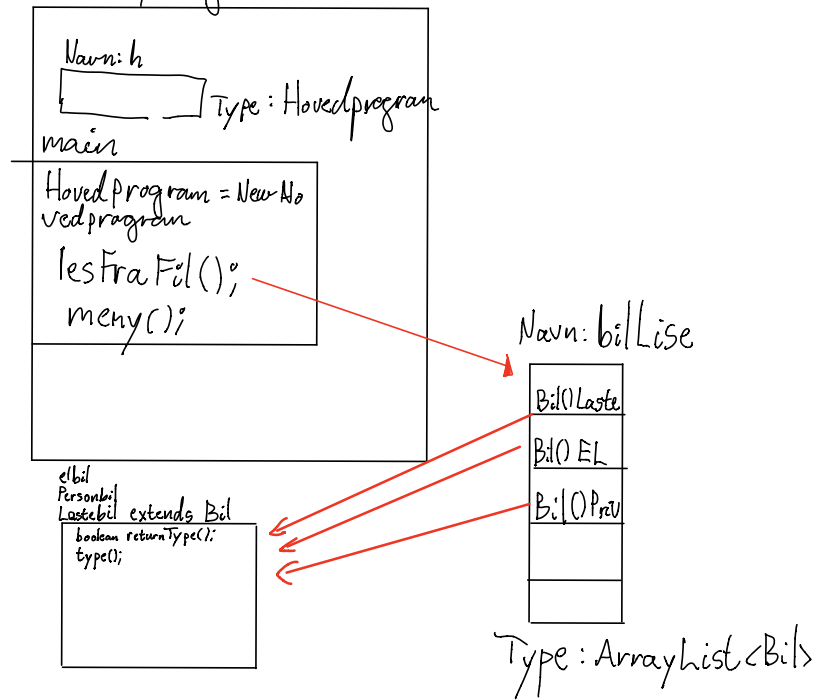 Navn: h
Type: Hovedprogram
main
Hovedprogram = New Ho
vedprogram
lesFraFil();
meny();
Navn: billise
Bil() Laste
Bil() EL
Bil() Priv
Type: ArrayList<Bil>
elbil
Personbil
Lastebil extends Bil
boolean returnType();
type();